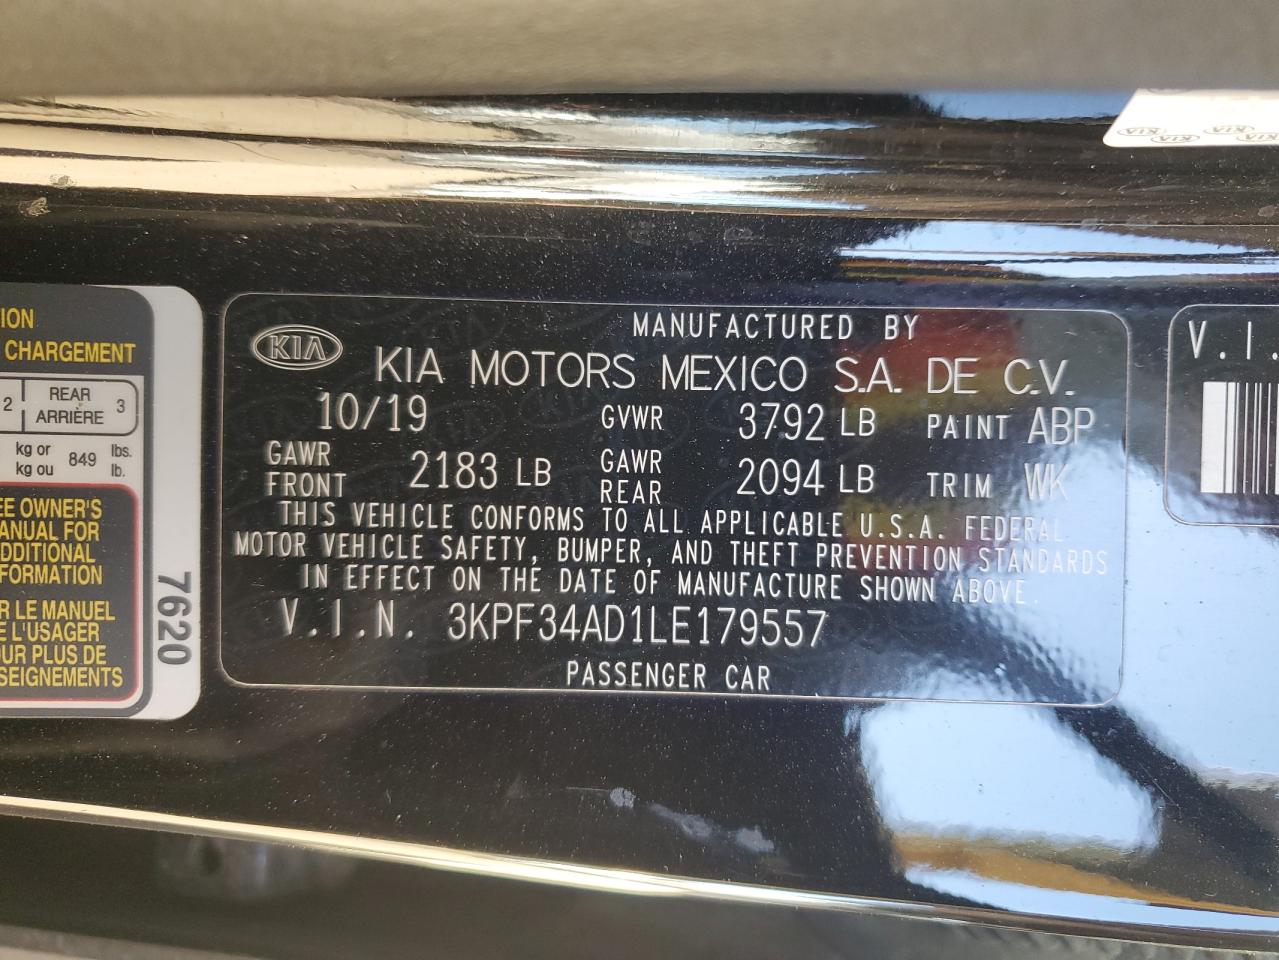 KIA KIA KIA
ION
CHARGEMENT
2 REAR 3
ARRIÈRE
kg or lbs.
kg ou 849 lb.
EE OWNER'S
ANUAL FOR
DDITIONAL
FORMATION
R LE MANUEL
E L'USAGER
UR PLUS DE
SEIGNEMENTS
7620
KIA
MANUFACTURED BY
KIA MOTORS MEXICO S.A. DE C.V.
10/19 GVWR 3792 LB PAINT ABP
GAWR FRONT 2183 LB GAWR REAR 2094 LB TRIM WK
THIS VEHICLE CONFORMS TO ALL APPLICABLE U.S.A. FEDERAL
MOTOR VEHICLE SAFETY, BUMPER, AND THEFT PREVENTION STANDARDS
IN EFFECT ON THE DATE OF MANUFACTURE SHOWN ABOVE.
V.I.N. 3KPF34AD1LE179557
PASSENGER CAR
V.I.